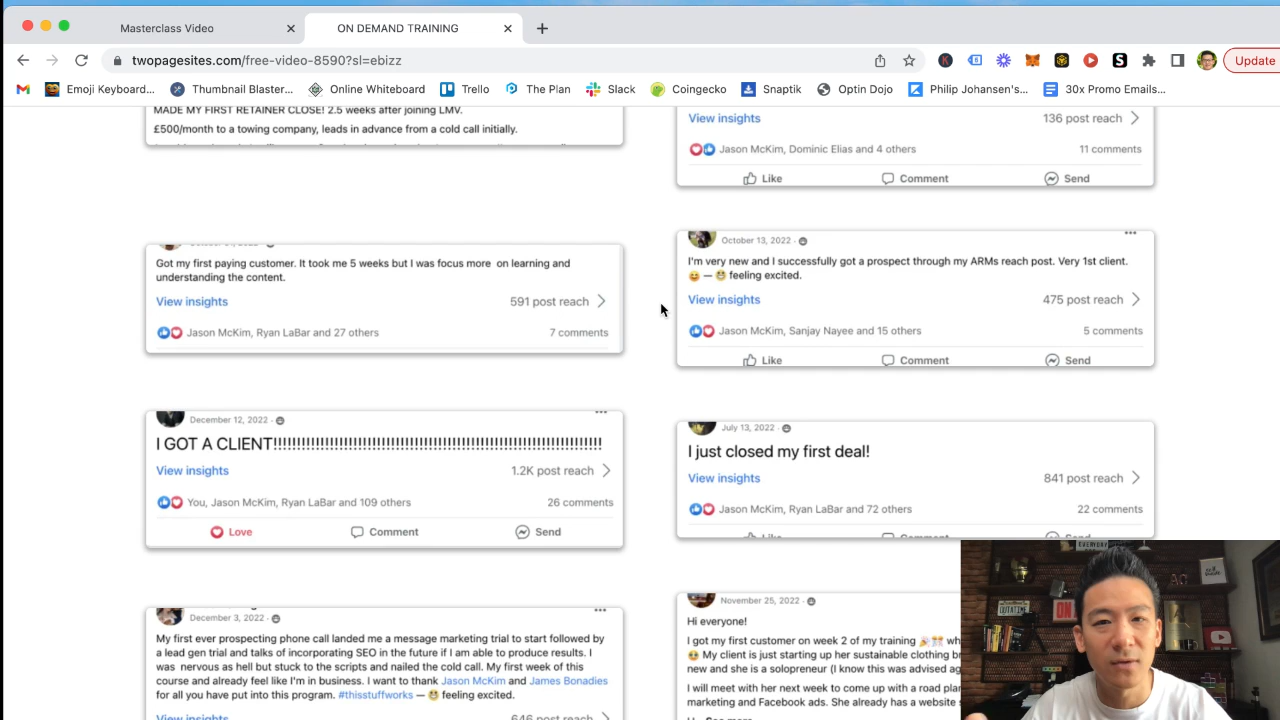 Masterclass Video
ON DEMAND TRAINING
twopagesites.com/free-video-8590?sl=ebizz
Update
Emoji Keyboard...
Thumbnail Blaster...
Online Whiteboard
Trello
The Plan
Slack
Coingecko
Snaptik
Optin Dojo
Philip Johansen's...
30x Promo Emails...
MADE MY FIRST RETAINER CLOSE! 2.5 weeks after joining LMV.
£500/month to a towing company, leads in advance from a cold call initially.
View insights
136 post reach
Jason McKim, Dominic Elias and 4 others
11 comments
Like
Comment
Send
Got my first paying customer. It took me 5 weeks but I was focus more on learning and
understanding the content.
View insights
591 post reach
Jason McKim, Ryan LaBar and 27 others
7 comments
October 13, 2022
I'm very new and I successfully got a prospect through my ARMs reach post. Very 1st client.
😆 — 😁 feeling excited.
View insights
475 post reach
Jason McKim, Sanjay Nayee and 15 others
5 comments
Like
Comment
Send
December 12, 2022
I GOT A CLIENT!!!!!!!!!!!!!!!!!!!!!!!!!!!!!!!!!!!!!!!!!!!!!!!!!!!!!!!!!!!!!!
View insights
1.2K post reach
You, Jason McKim, Ryan LaBar and 109 others
26 comments
Love
Comment
Send
July 13, 2022
I just closed my first deal!
View insights
841 post reach
Jason McKim, Ryan LaBar and 72 others
22 comments
December 3, 2022
My first ever prospecting phone call landed me a message marketing trial to start followed by
a lead gen trial and talks of incorporating SEO in the future if I am able to produce results. I
was nervous as hell but stuck to the scripts and nailed the cold call. My first week of this
course and already feel like I'm in business. I want to thank Jason McKim and James Bonadies
for all you have put into this program. #thisstuffworks — 😁 feeling excited.
View insights
646 post reach
November 25, 2022
Hi everyone!
I got my first customer on week 2 of my training 🎉🎊 wh
My client is just starting up her sustainable clothing br
new and she is a solopreneur (I know this was advised ag
I will meet with her next week to come up with a road plan
marketing and Facebook ads. She already has a website
OUTATIME
ON